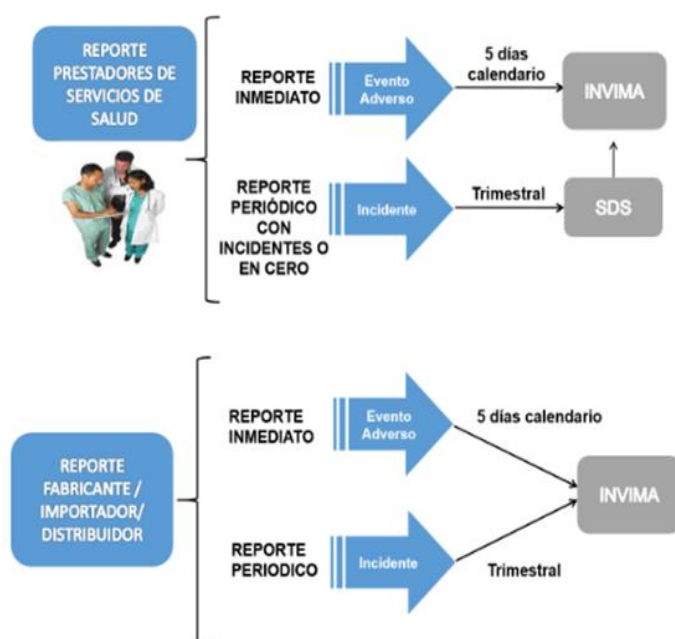 REPORTE
PRESTADORES DE
SERVICIOS DE
SALUD
REPORTE
INMEDIATO
Evento
Adverso
5 días
calendario
INVIMA
REPORTE
PERIÓDICO
CON
INCIDENTES O
EN CERO
Incidente
Trimestral
SDS
REPORTE
FABRICANTE /
IMPORTADOR/
DISTRIBUIDOR
REPORTE
INMEDIATO
Evento
Adverso
5 días calendario
INVIMA
REPORTE
PERIODICO
Incidente
Trimestral